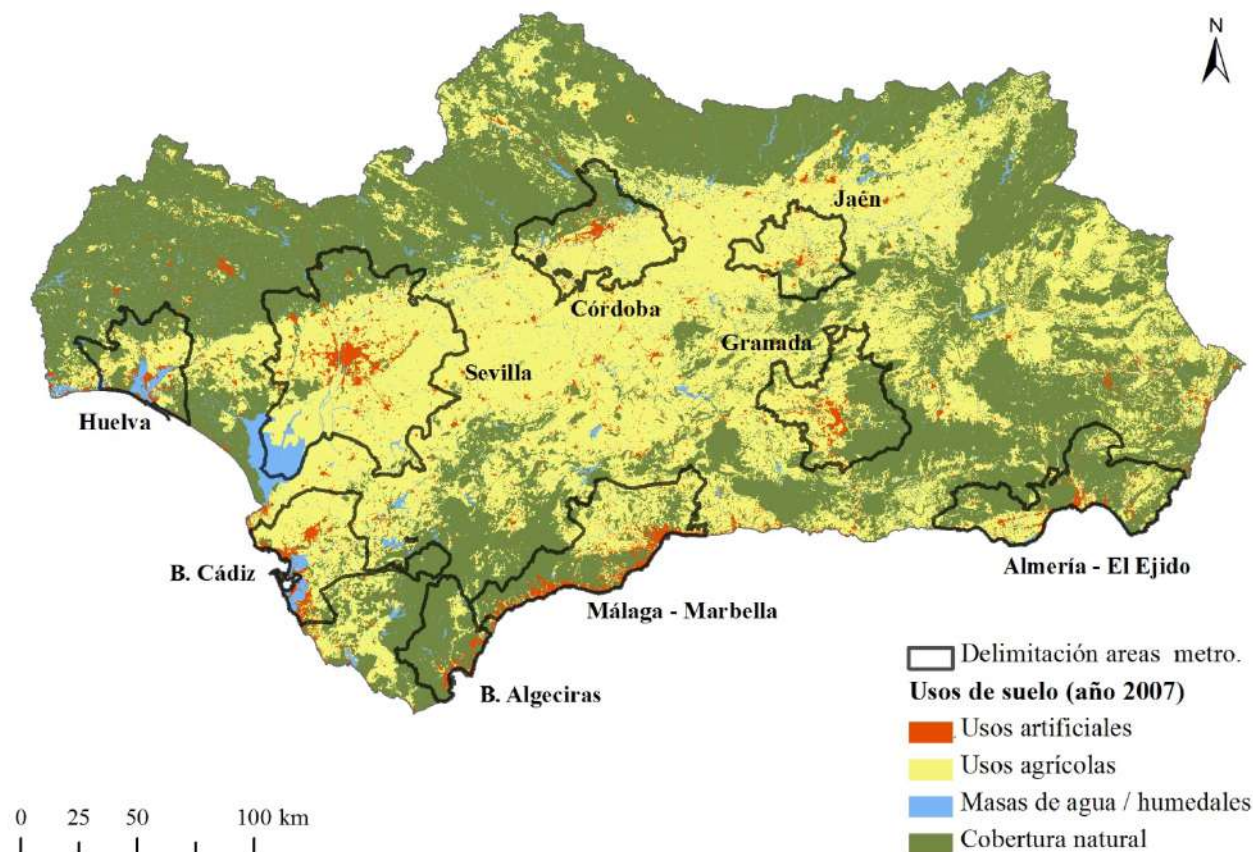 N
Jaén
Córdoba
Granada
Sevilla
Huelva
B. Cádiz
Almería - El Ejido
Málaga - Marbella
B. Algeciras
Delimitación areas metro.
Usos de suelo (año 2007)
Usos artificiales
Usos agrícolas
Masas de agua / humedales
Cobertura natural
0 25 50 100 km